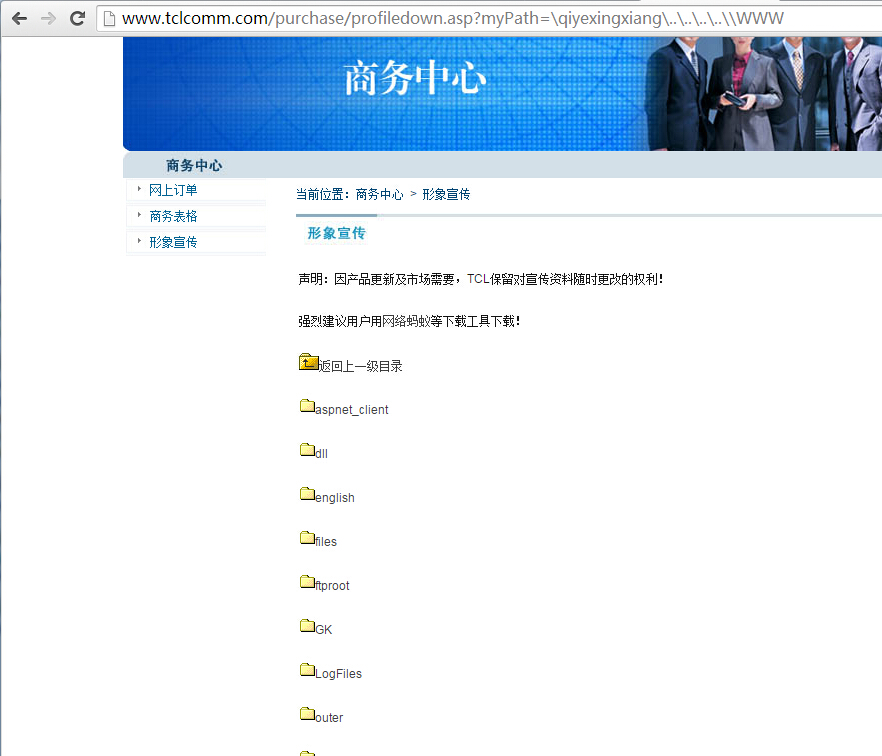 www.tclcomm.com/purchase/profiledown.asp?myPath=\qiyexingxiang\..\..\..\..\\WWW
商务中心
商务中心
网上订单
商务表格
形象宣传
当前位置：商务中心 > 形象宣传
形象宣传
声明：因产品更新及市场需要，TCL保留对宣传资料随时更改的权利！
强烈建议用户用网络蚂蚁等下载工具下载！
返回上一级目录
aspnet_client
dll
english
files
ftproot
GK
LogFiles
outer